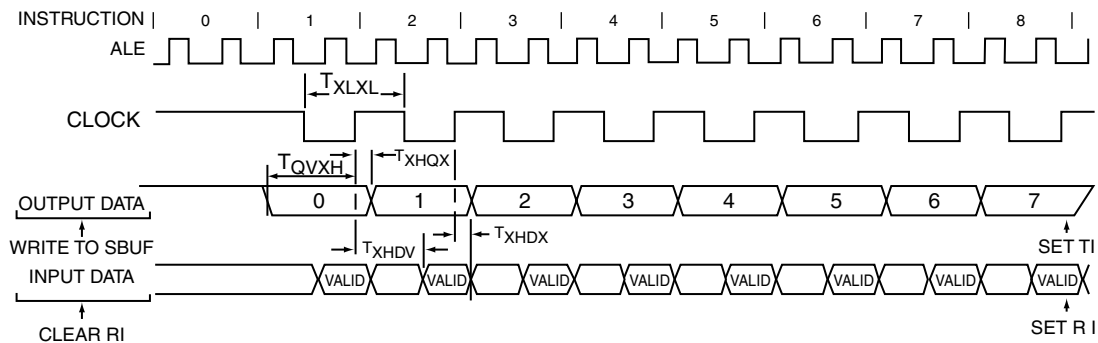 INSTRUCTION | 0 | 1 | 2 | 3 | 4 | 5 | 6 | 7 | 8 |
ALE
TXLXL
CLOCK
TQVXH
TXHQX
OUTPUT DATA
0 1 2 3 4 5 6 7
WRITE TO SBUF
TXHDV
TXHDX
SET TI
INPUT DATA
VALID VALID VALID VALID VALID VALID VALID VALID
CLEAR RI
SET R I